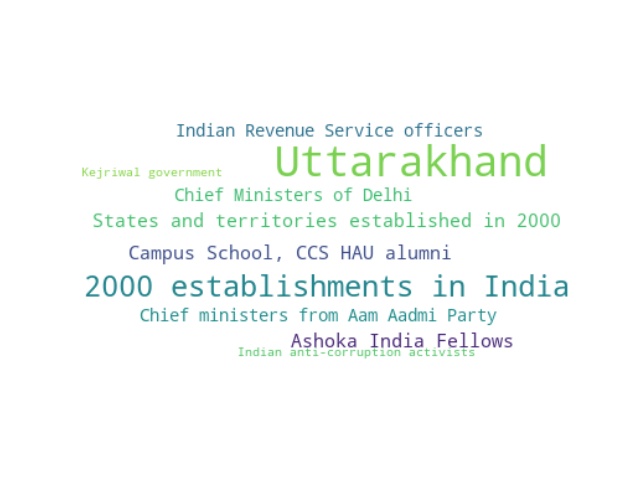 Indian Revenue Service officers
Uttarakhand
Kejriwal government
Chief Ministers of Delhi
States and territories established in 2000
Campus School, CCS HAU alumni
2000 establishments in India
Chief ministers from Aam Aadmi Party
Ashoka India Fellows
Indian anti-corruption activists